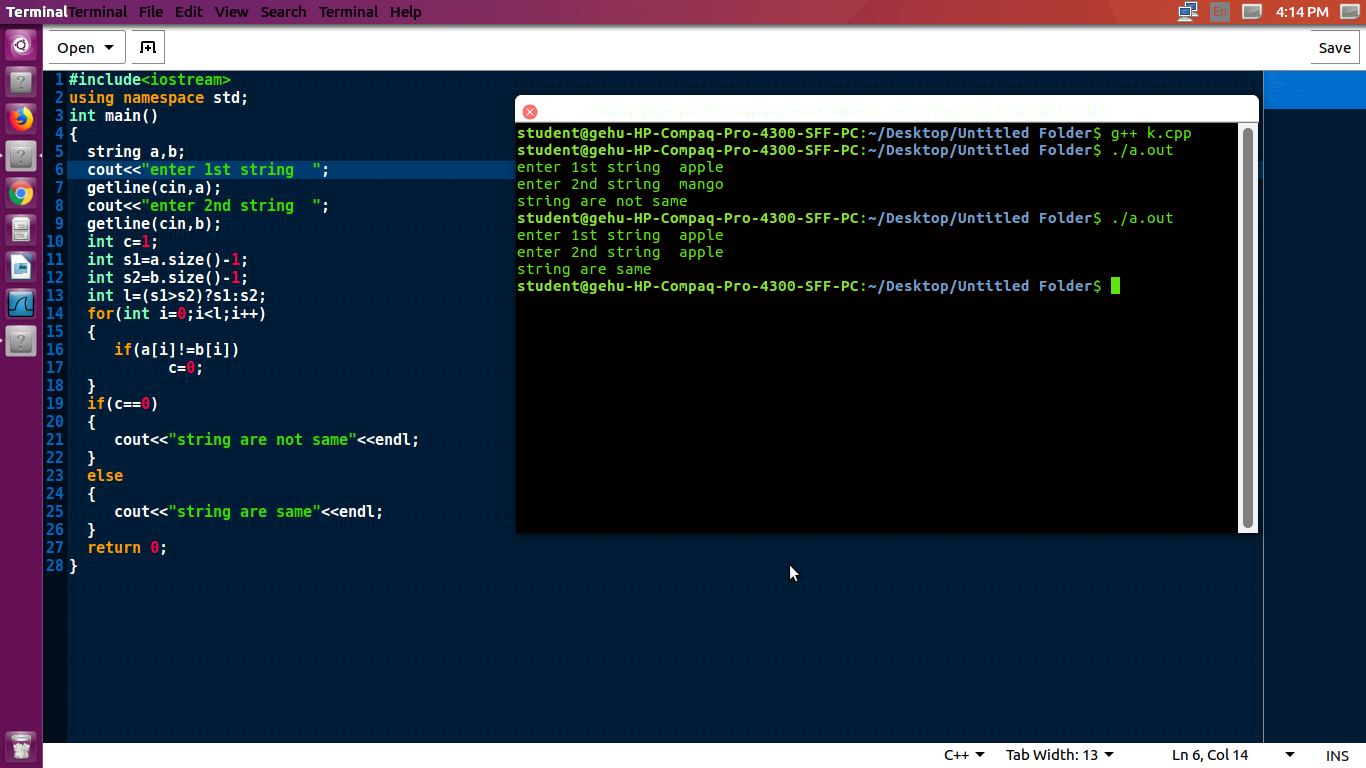 TerminalTerminal File Edit View Search Terminal Help En 4:14 PM
Open Save
1 #include<iostream>
2 using namespace std;
3 int main()
4 {
5 string a,b;
6 cout<<"enter 1st string  ";
7 getline(cin,a);
8 cout<<"enter 2nd string  ";
9 getline(cin,b);
10 int c=1;
11 int s1=a.size()-1;
12 int s2=b.size()-1;
13 int l=(s1>s2)?s1:s2;
14 for(int i=0;i<l;i++)
15 {
16 if(a[i]!=b[i])
17 c=0;
18 }
19 if(c==0)
20 {
21 cout<<"string are not same"<<endl;
22 }
23 else
24 {
25 cout<<"string are same"<<endl;
26 }
27 return 0;
28 }
student@gehu-HP-Compaq-Pro-4300-SFF-PC:~/Desktop/Untitled Folder$ g++ k.cpp
student@gehu-HP-Compaq-Pro-4300-SFF-PC:~/Desktop/Untitled Folder$ ./a.out
enter 1st string  apple
enter 2nd string  mango
string are not same
student@gehu-HP-Compaq-Pro-4300-SFF-PC:~/Desktop/Untitled Folder$ ./a.out
enter 1st string  apple
enter 2nd string  apple
string are same
student@gehu-HP-Compaq-Pro-4300-SFF-PC:~/Desktop/Untitled Folder$
C++ Tab Width: 13 Ln 6, Col 14 INS